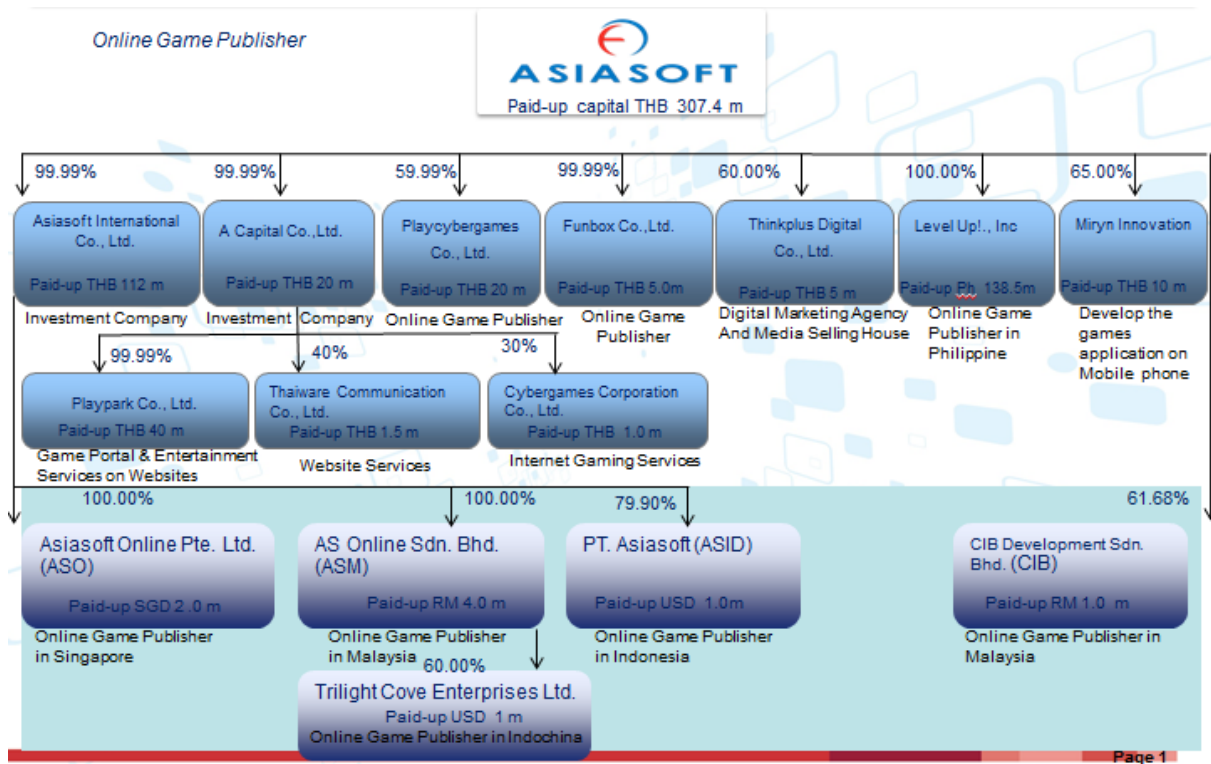 Online Game Publisher
ASIASOFT
Paid-up capital THB 307.4 m
99.99%
99.99%
59.99%
99.99%
60.00%
100.00%
65.00%
Asiasoft International
Co., Ltd.
Paid-up THB 112 m
Investment Company
A Capital Co.,Ltd.
Paid-up THB 20 m
Investment Company
Playcybergames
Co., Ltd.
Paid-up THB 20 m
Online Game Publisher
Funbox Co.,Ltd.
Paid-up THB 5.0m
Online Game
Publisher
Thinkplus Digital
Co., Ltd.
Paid-up THB 5 m
Digital Marketing Agency
And Media Selling House
Level Up!., Inc
Paid-up Ph 138.5m
Online Game
Publisher in
Philippine
Miryn Innovation
Paid-up THB 10 m
Develop the
games
application on
Mobile phone
99.99%
40%
30%
Playpark Co., Ltd.
Paid-up THB 40 m
Game Portal & Entertainment
Services on Websites
Thaiware Communication
Co., Ltd.
Paid-up THB 1.5 m
Website Services
Cybergames Corporation
Co., Ltd.
Paid-up THB 1.0 m
Internet Gaming Services
100.00%
100.00%
79.90%
61.68%
Asiasoft Online Pte. Ltd.
(ASO)
Paid-up SGD 2.0 m
Online Game Publisher
in Singapore
AS Online Sdn. Bhd.
(ASM)
Paid-up RM 4.0 m
Online Game Publisher
in Malaysia
PT. Asiasoft (ASID)
Paid-up USD 1.0m
Online Game Publisher
in Indonesia
CIB Development Sdn.
Bhd. (CIB)
Paid-up RM 1.0 m
Online Game Publisher in
Malaysia
60.00%
Trilight Cove Enterprises Ltd.
Paid-up USD 1 m
Online Game Publisher in Indochina
Page 1